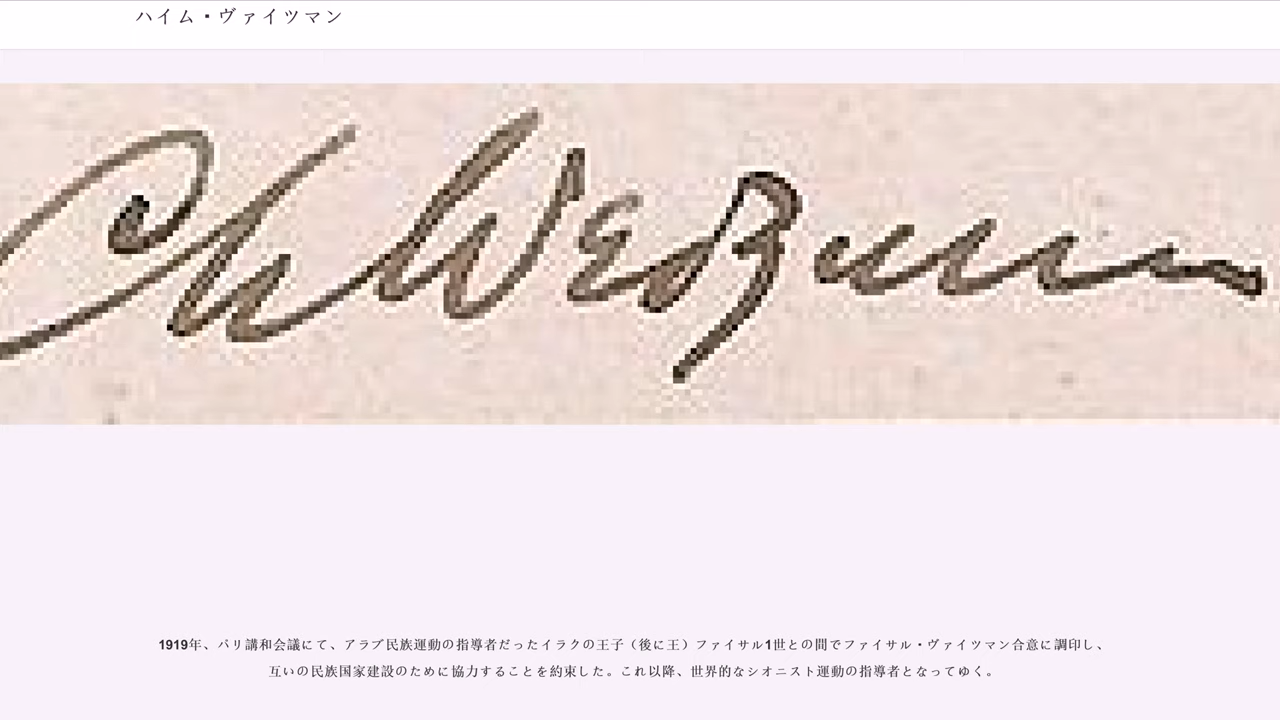 ハイム・ヴァイツマン
Ch Weizmann
1919年、パリ講和会議にて、アラブ民族運動の指導者だったイラクの王子（後に王）ファイサル1世との間でファイサル・ヴァイツマン合意に調印し、
互いの民族国家建設のために協力することを約束した。これ以降、世界的なシオニスト運動の指導者となってゆく。